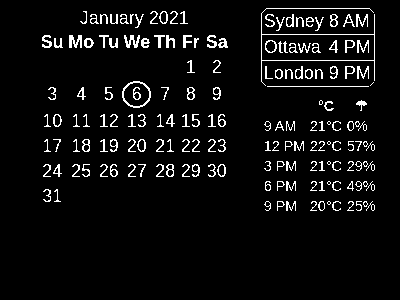 January 2021
Su Mo Tu We Th Fr Sa
1 2
3 4 5 6 7 8 9
10 11 12 13 14 15 16
17 18 19 20 21 22 23
24 25 26 27 28 29 30
31
Sydney 8 AM
Ottawa 4 PM
London 9 PM
°C ☂
9 AM 21°C 0%
12 PM 22°C 57%
3 PM 21°C 29%
6 PM 21°C 49%
9 PM 20°C 25%